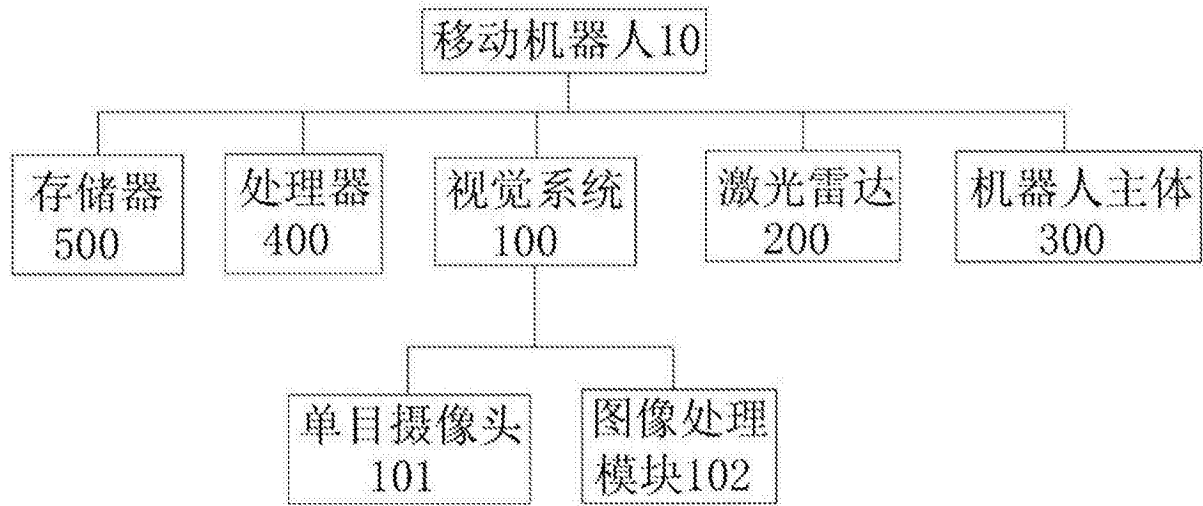 移动机器人10
存储器
500
处理器
400
视觉系统
100
激光雷达
200
机器人主体
300
单目摄像头
101
图像处理
模块102